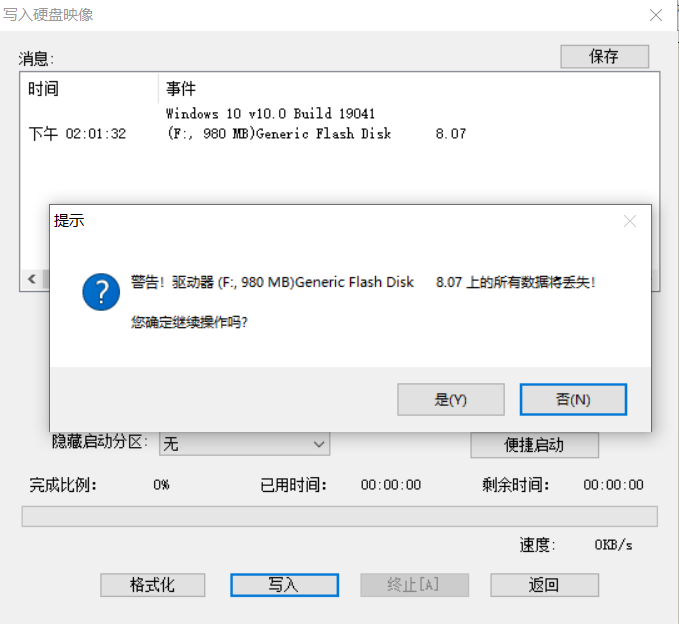 写入硬盘映像
消息:
保存
时间 事件
Windows 10 v10.0 Build 19041
下午 02:01:32 (F:, 980 MB)Generic Flash Disk 8.07
提示
警告！驱动器 (F:, 980 MB)Generic Flash Disk 8.07 上的所有数据将丢失!
您确定继续操作吗?
是(Y) 否(N)
隐藏启动分区: 无 便捷启动
完成比例: 0% 已用时间: 00:00:00 剩余时间: 00:00:00
速度: 0KB/s
格式化 写入 终止[A] 返回